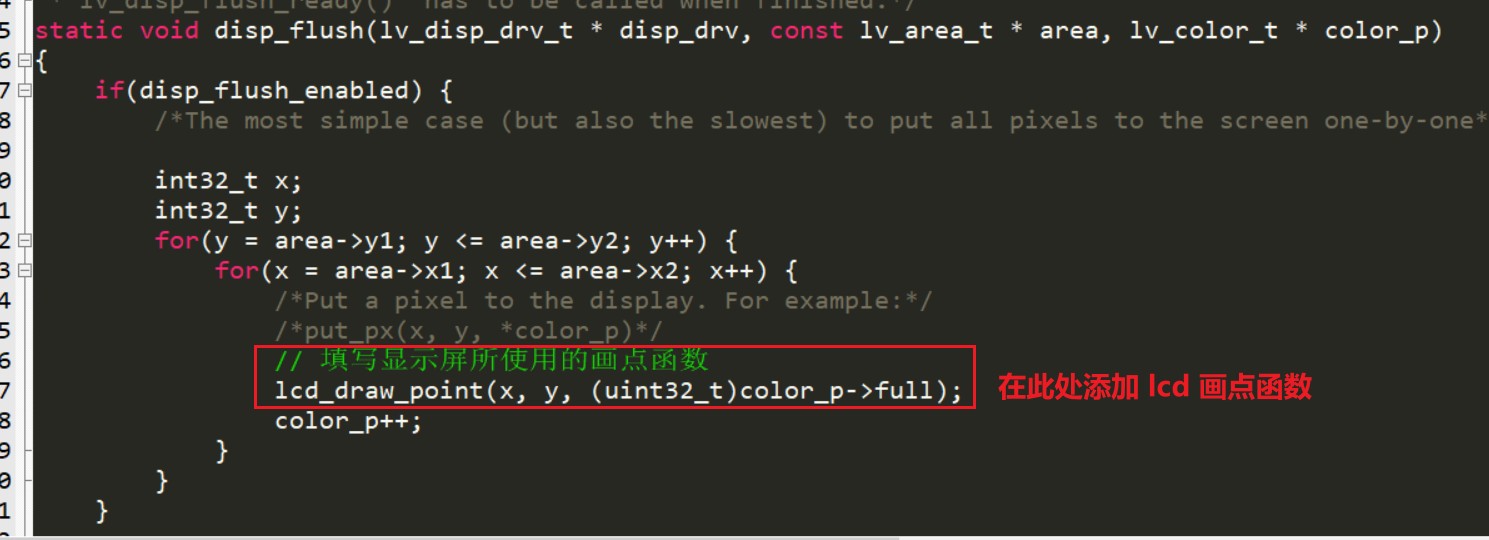 * lv_disp_flush_ready()' has to be called when finished.*/
5 static void disp_flush(lv_disp_drv_t * disp_drv, const lv_area_t * area, lv_color_t * color_p)
6 {
7 if(disp_flush_enabled) {
8 /*The most simple case (but also the slowest) to put all pixels to the screen one-by-one*
9
0 int32_t x;
1 int32_t y;
2 for(y = area->y1; y <= area->y2; y++) {
3 for(x = area->x1; x <= area->x2; x++) {
4 /*Put a pixel to the display. For example:*/
5 /*put_px(x, y, *color_p)*/
6 // 填写显示屏所使用的画点函数
7 lcd_draw_point(x, y, (uint32_t)color_p->full); 在此处添加 lcd 画点函数
8 color_p++;
9 }
0 }
1 }